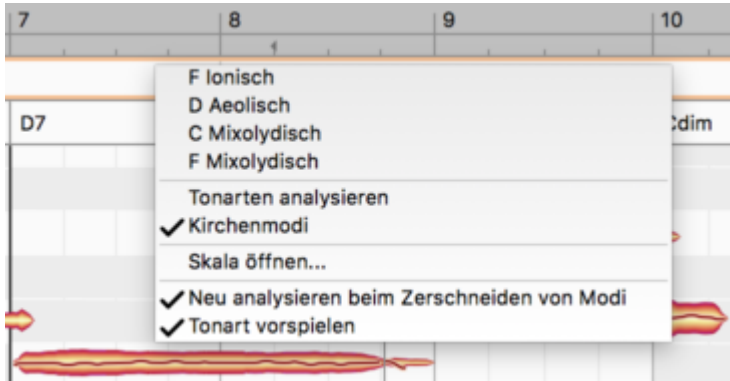 7 8 9 10
F Ionisch
D Aeolisch
D7
C Mixolydisch
Cdim
F Mixolydisch
Tonarten analysieren
Kirchenmodi
Skala öffnen...
Neu analysieren beim Zerschneiden von Modi
Tonart vorspielen